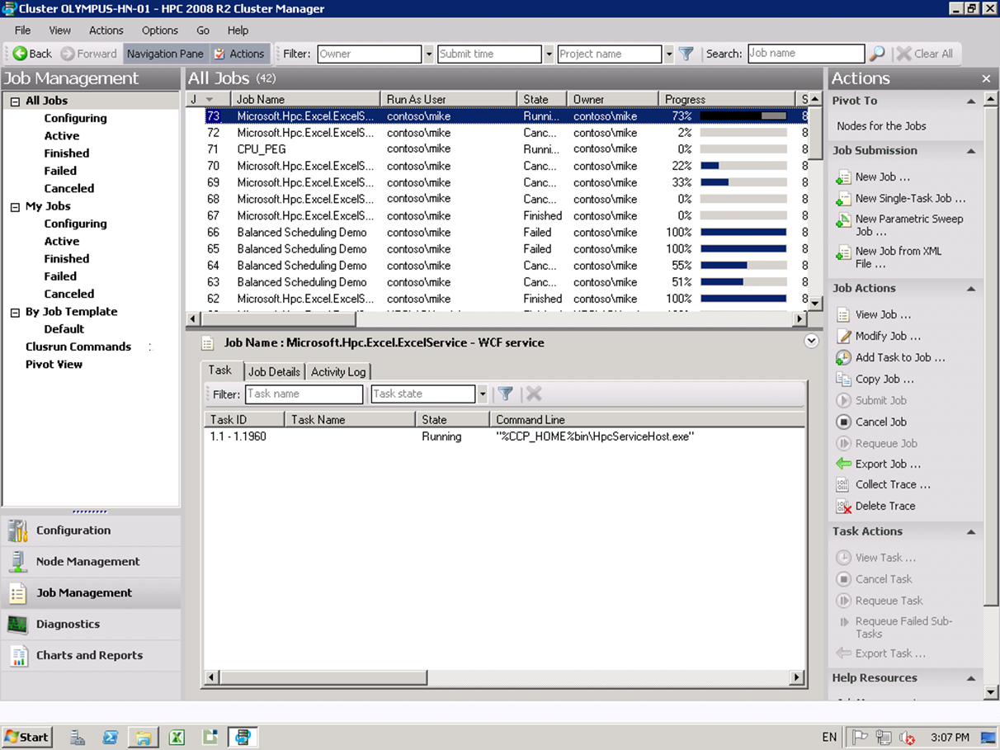 Cluster OLYMPUS-HN-01 - HPC 2008 R2 Cluster Manager
File View Actions Options Go Help
Back Forward Navigation Pane Actions Filter: Owner Submit time Project name Search: Job name Clear All
Job Management
All Jobs
Configuring
Active
Finished
Failed
Canceled
My Jobs
Configuring
Active
Finished
Failed
Canceled
By Job Template
Default
Clusrun Commands
Pivot View
Configuration
Node Management
Job Management
Diagnostics
Charts and Reports
All Jobs (42)
J Job Name Run As User State Owner Progress S
73 Microsoft.Hpc.Excel.ExcelS... contoso\mike Runni... contoso\mike 73% 8
72 Microsoft.Hpc.Excel.ExcelS... contoso\mike Canc... contoso\mike 2% 8
71 CPU_PEG contoso\mike Runni... contoso\mike 0% 8
70 Microsoft.Hpc.Excel.ExcelS... contoso\mike Canc... contoso\mike 22% 8
69 Microsoft.Hpc.Excel.ExcelS... contoso\mike Canc... contoso\mike 33% 8
68 Microsoft.Hpc.Excel.ExcelS... contoso\mike Canc... contoso\mike 0% 8
67 Microsoft.Hpc.Excel.ExcelS... contoso\mike Finished contoso\mike 0% 8
66 Balanced Scheduling Demo contoso\mike Failed contoso\mike 100% 8
65 Balanced Scheduling Demo contoso\mike Failed contoso\mike 100% 8
64 Balanced Scheduling Demo contoso\mike Canc... contoso\mike 55% 8
63 Balanced Scheduling Demo contoso\mike Canc... contoso\mike 51% 8
62 Microsoft.Hpc.Excel.ExcelS... contoso\mike Finished contoso\mike 100% 8
Job Name : Microsoft.Hpc.Excel.ExcelService - WCF service
Task Job Details Activity Log
Filter: Task name Task state
Task ID Task Name State Command Line
1.1 - 1.1960 Running "%CCP_HOME%bin\HpcServiceHost.exe"
Actions
Pivot To
Nodes for the Jobs
Job Submission
New Job ...
New Single-Task Job ...
New Parametric Sweep
Job ...
New Job from XML
File ...
Job Actions
View Job ...
Modify Job ...
Add Task to Job ...
Copy Job ...
Submit Job
Cancel Job
Requeue Job
Export Job ...
Collect Trace ...
Delete Trace
Task Actions
View Task ...
Cancel Task
Requeue Task
Requeue Failed Sub-
Tasks
Export Task ...
Help Resources
Start EN 3:07 PM